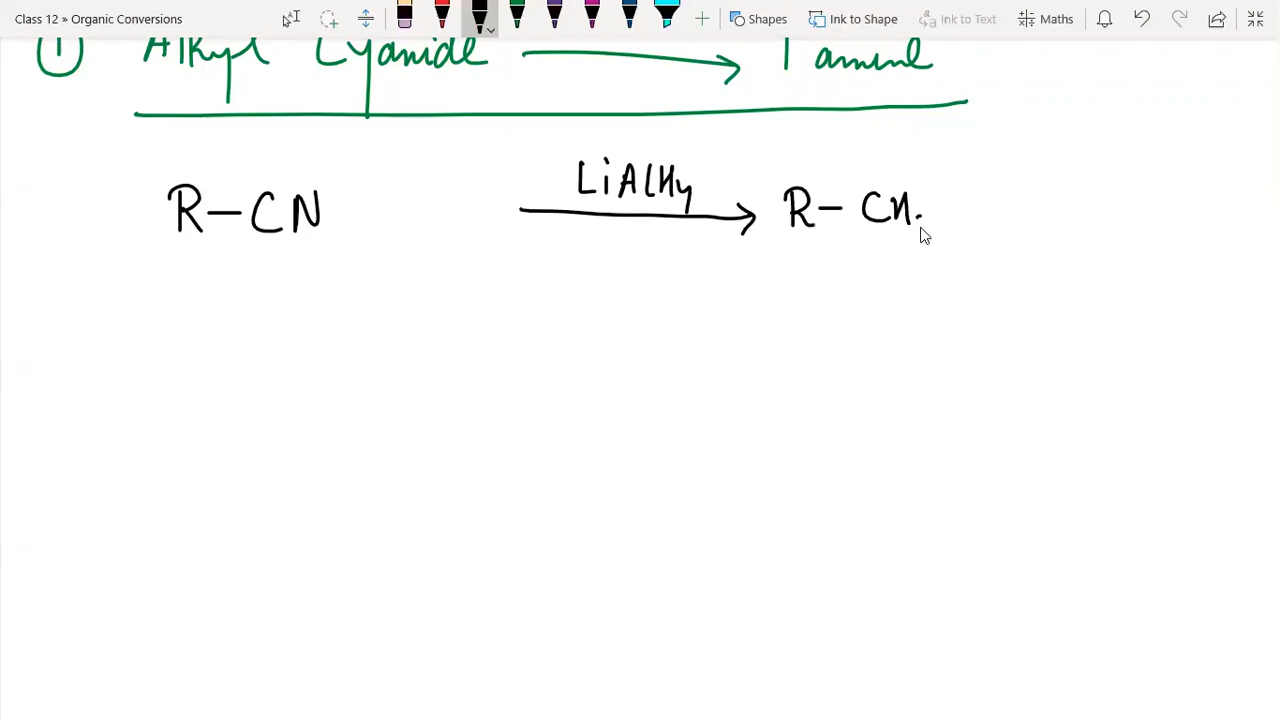 Class 12 » Organic Conversions Shapes Ink to Shape Ink to Text Maths
① Alkyl Cyanide → 1 amine
R-CN LiAlH4 → R-CH